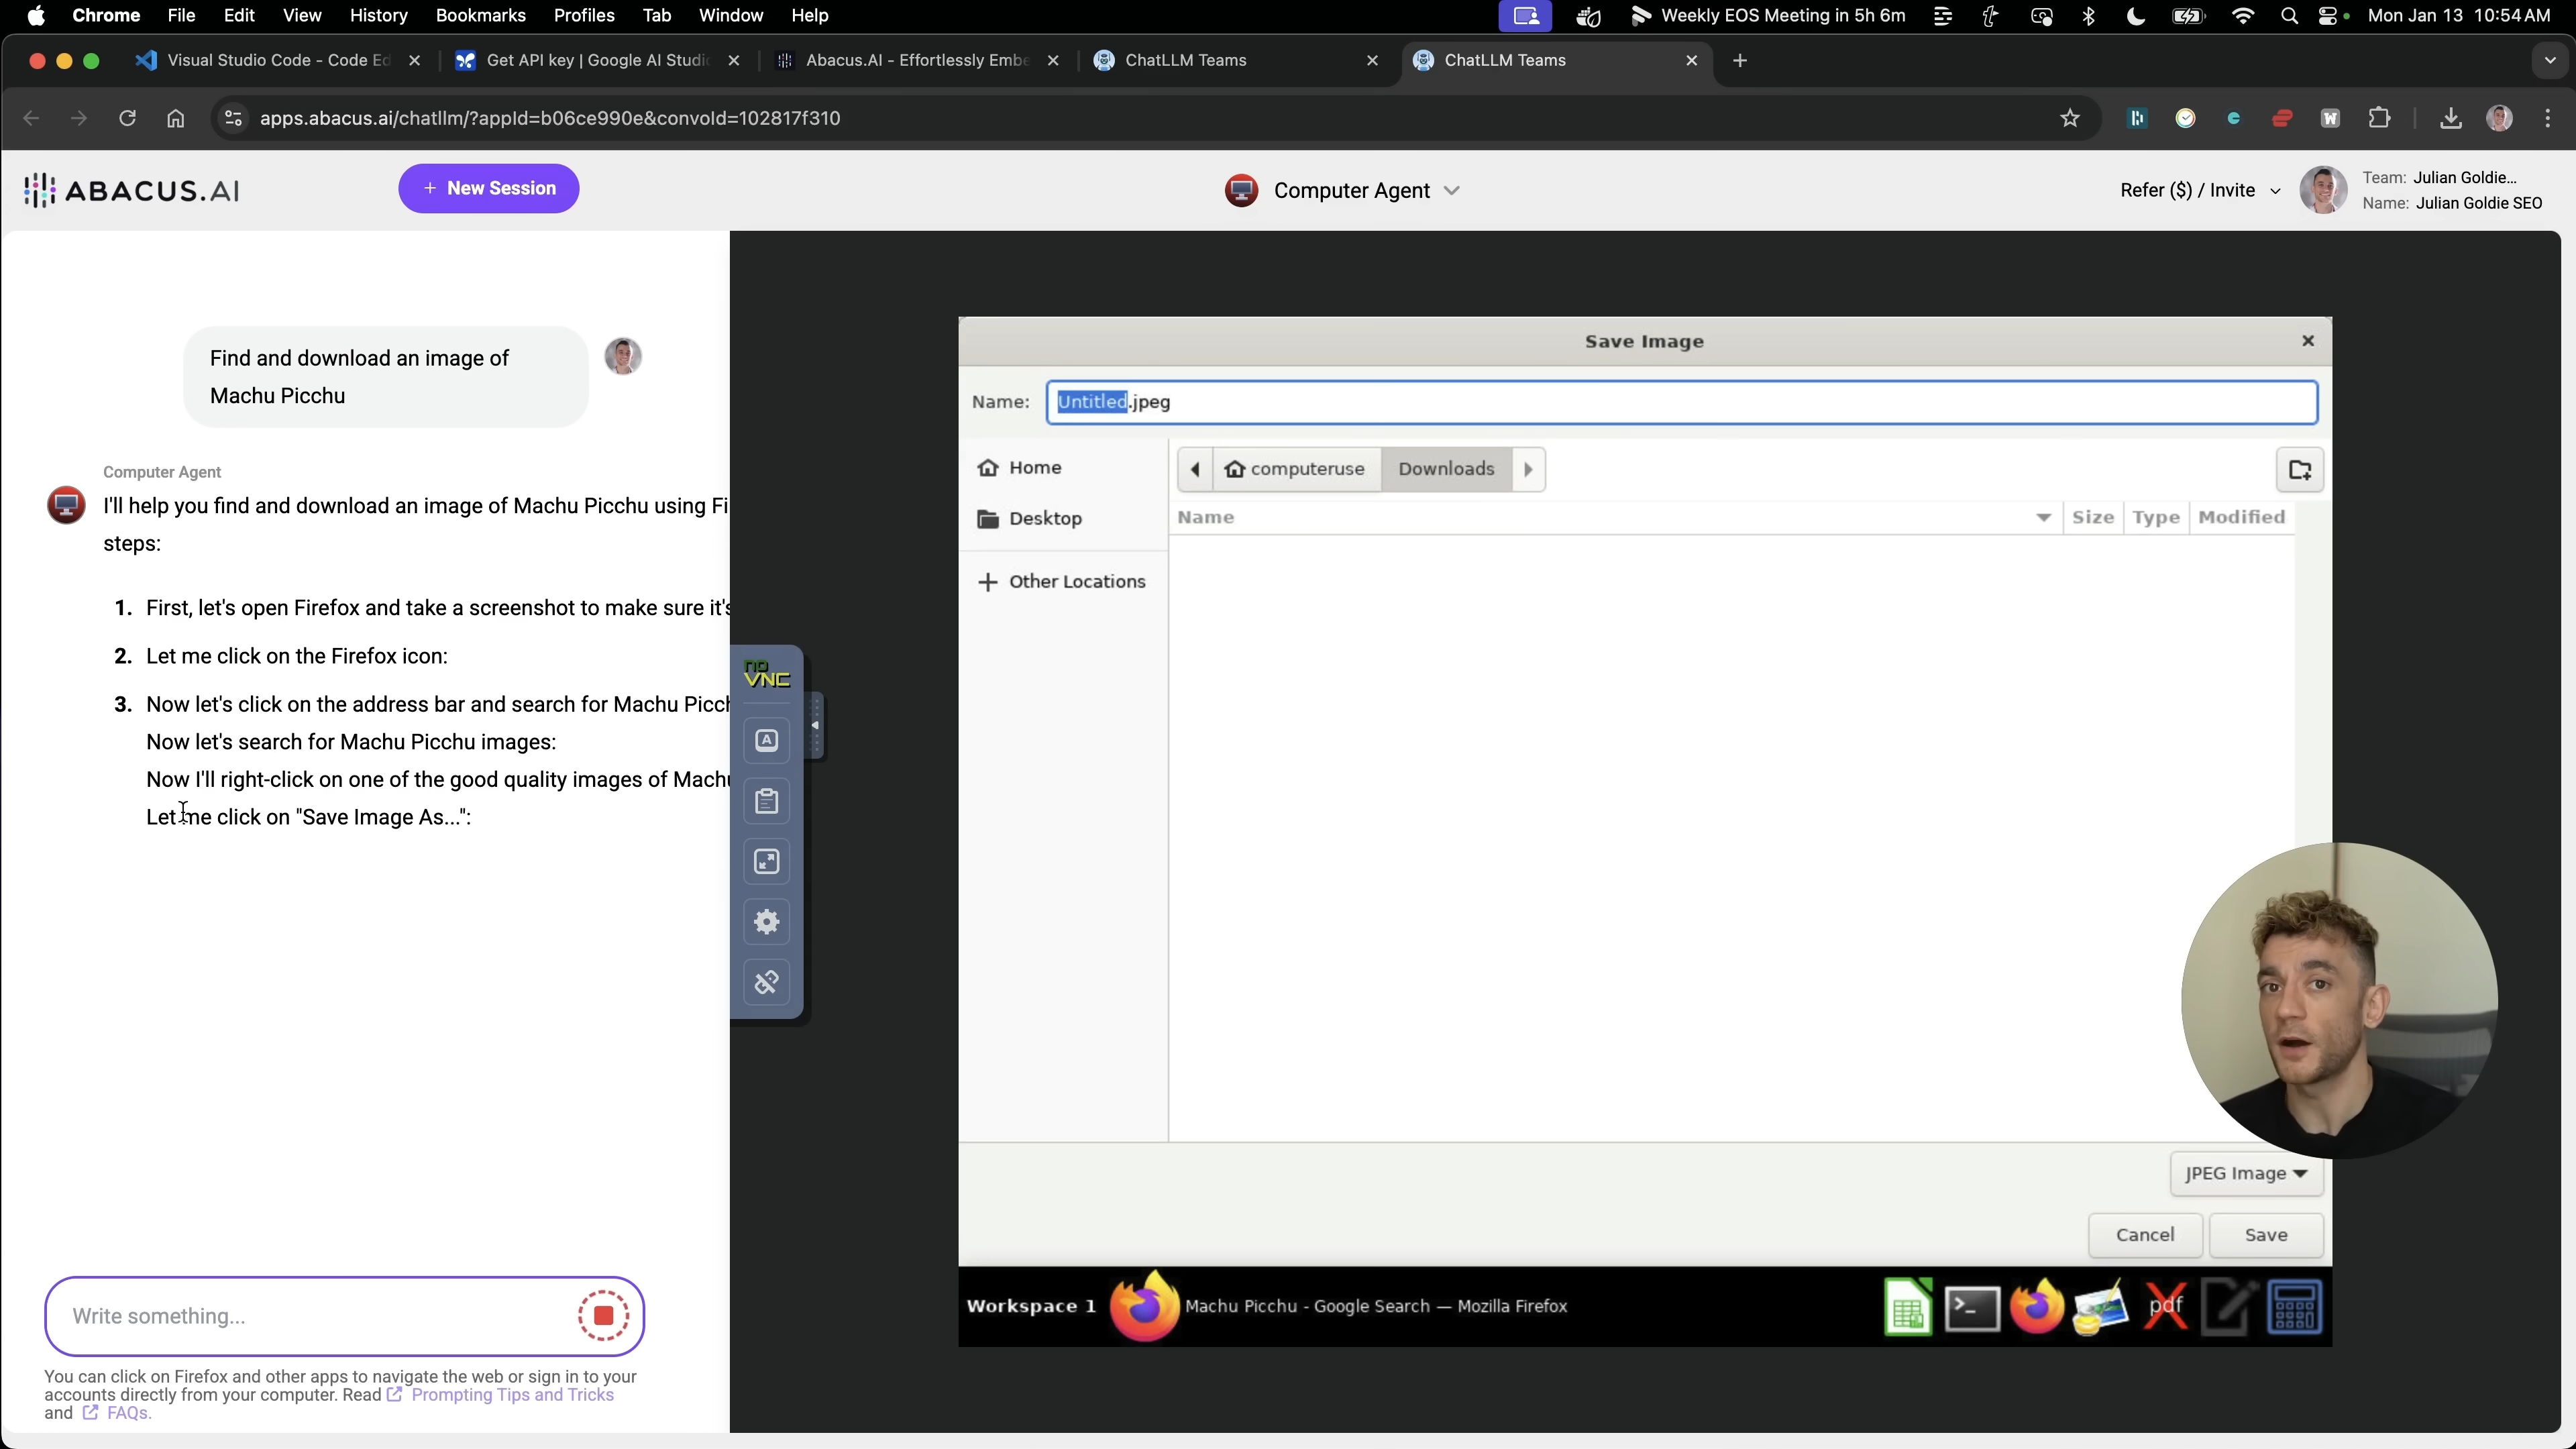 Chrome File Edit View History Bookmarks Profiles Tab Window Help
Weekly EOS Meeting in 5h 6m
Mon Jan 13 10:54 AM
Visual Studio Code - Code Ed
Get API key | Google AI Studio
Abacus.AI - Effortlessly Embe
ChatLLM Teams
ChatLLM Teams
apps.abacus.ai/chatllm/?appId=b06ce990e&convoId=102817f310
ABACUS.AI
+ New Session
Computer Agent
Refer ($) / Invite
Team: Julian Goldie...
Name: Julian Goldie SEO
Find and download an image of
Machu Picchu
Computer Agent
I'll help you find and download an image of Machu Picchu using Fi
steps:
1. First, let's open Firefox and take a screenshot to make sure it's
2. Let me click on the Firefox icon:
3. Now let's click on the address bar and search for Machu Picch
Now let's search for Machu Picchu images:
Now I'll right-click on one of the good quality images of Machu
Let me click on "Save Image As...":
Write something...
You can click on Firefox and other apps to navigate the web or sign in to your
accounts directly from your computer. Read Prompting Tips and Tricks
and FAQs.
no
VNC
A
Save Image
Name: Untitled.jpeg
Home
Desktop
Other Locations
computeruse Downloads
Name Size Type Modified
JPEG Image
Cancel Save
Workspace 1 Machu Picchu - Google Search — Mozilla Firefox
pdf